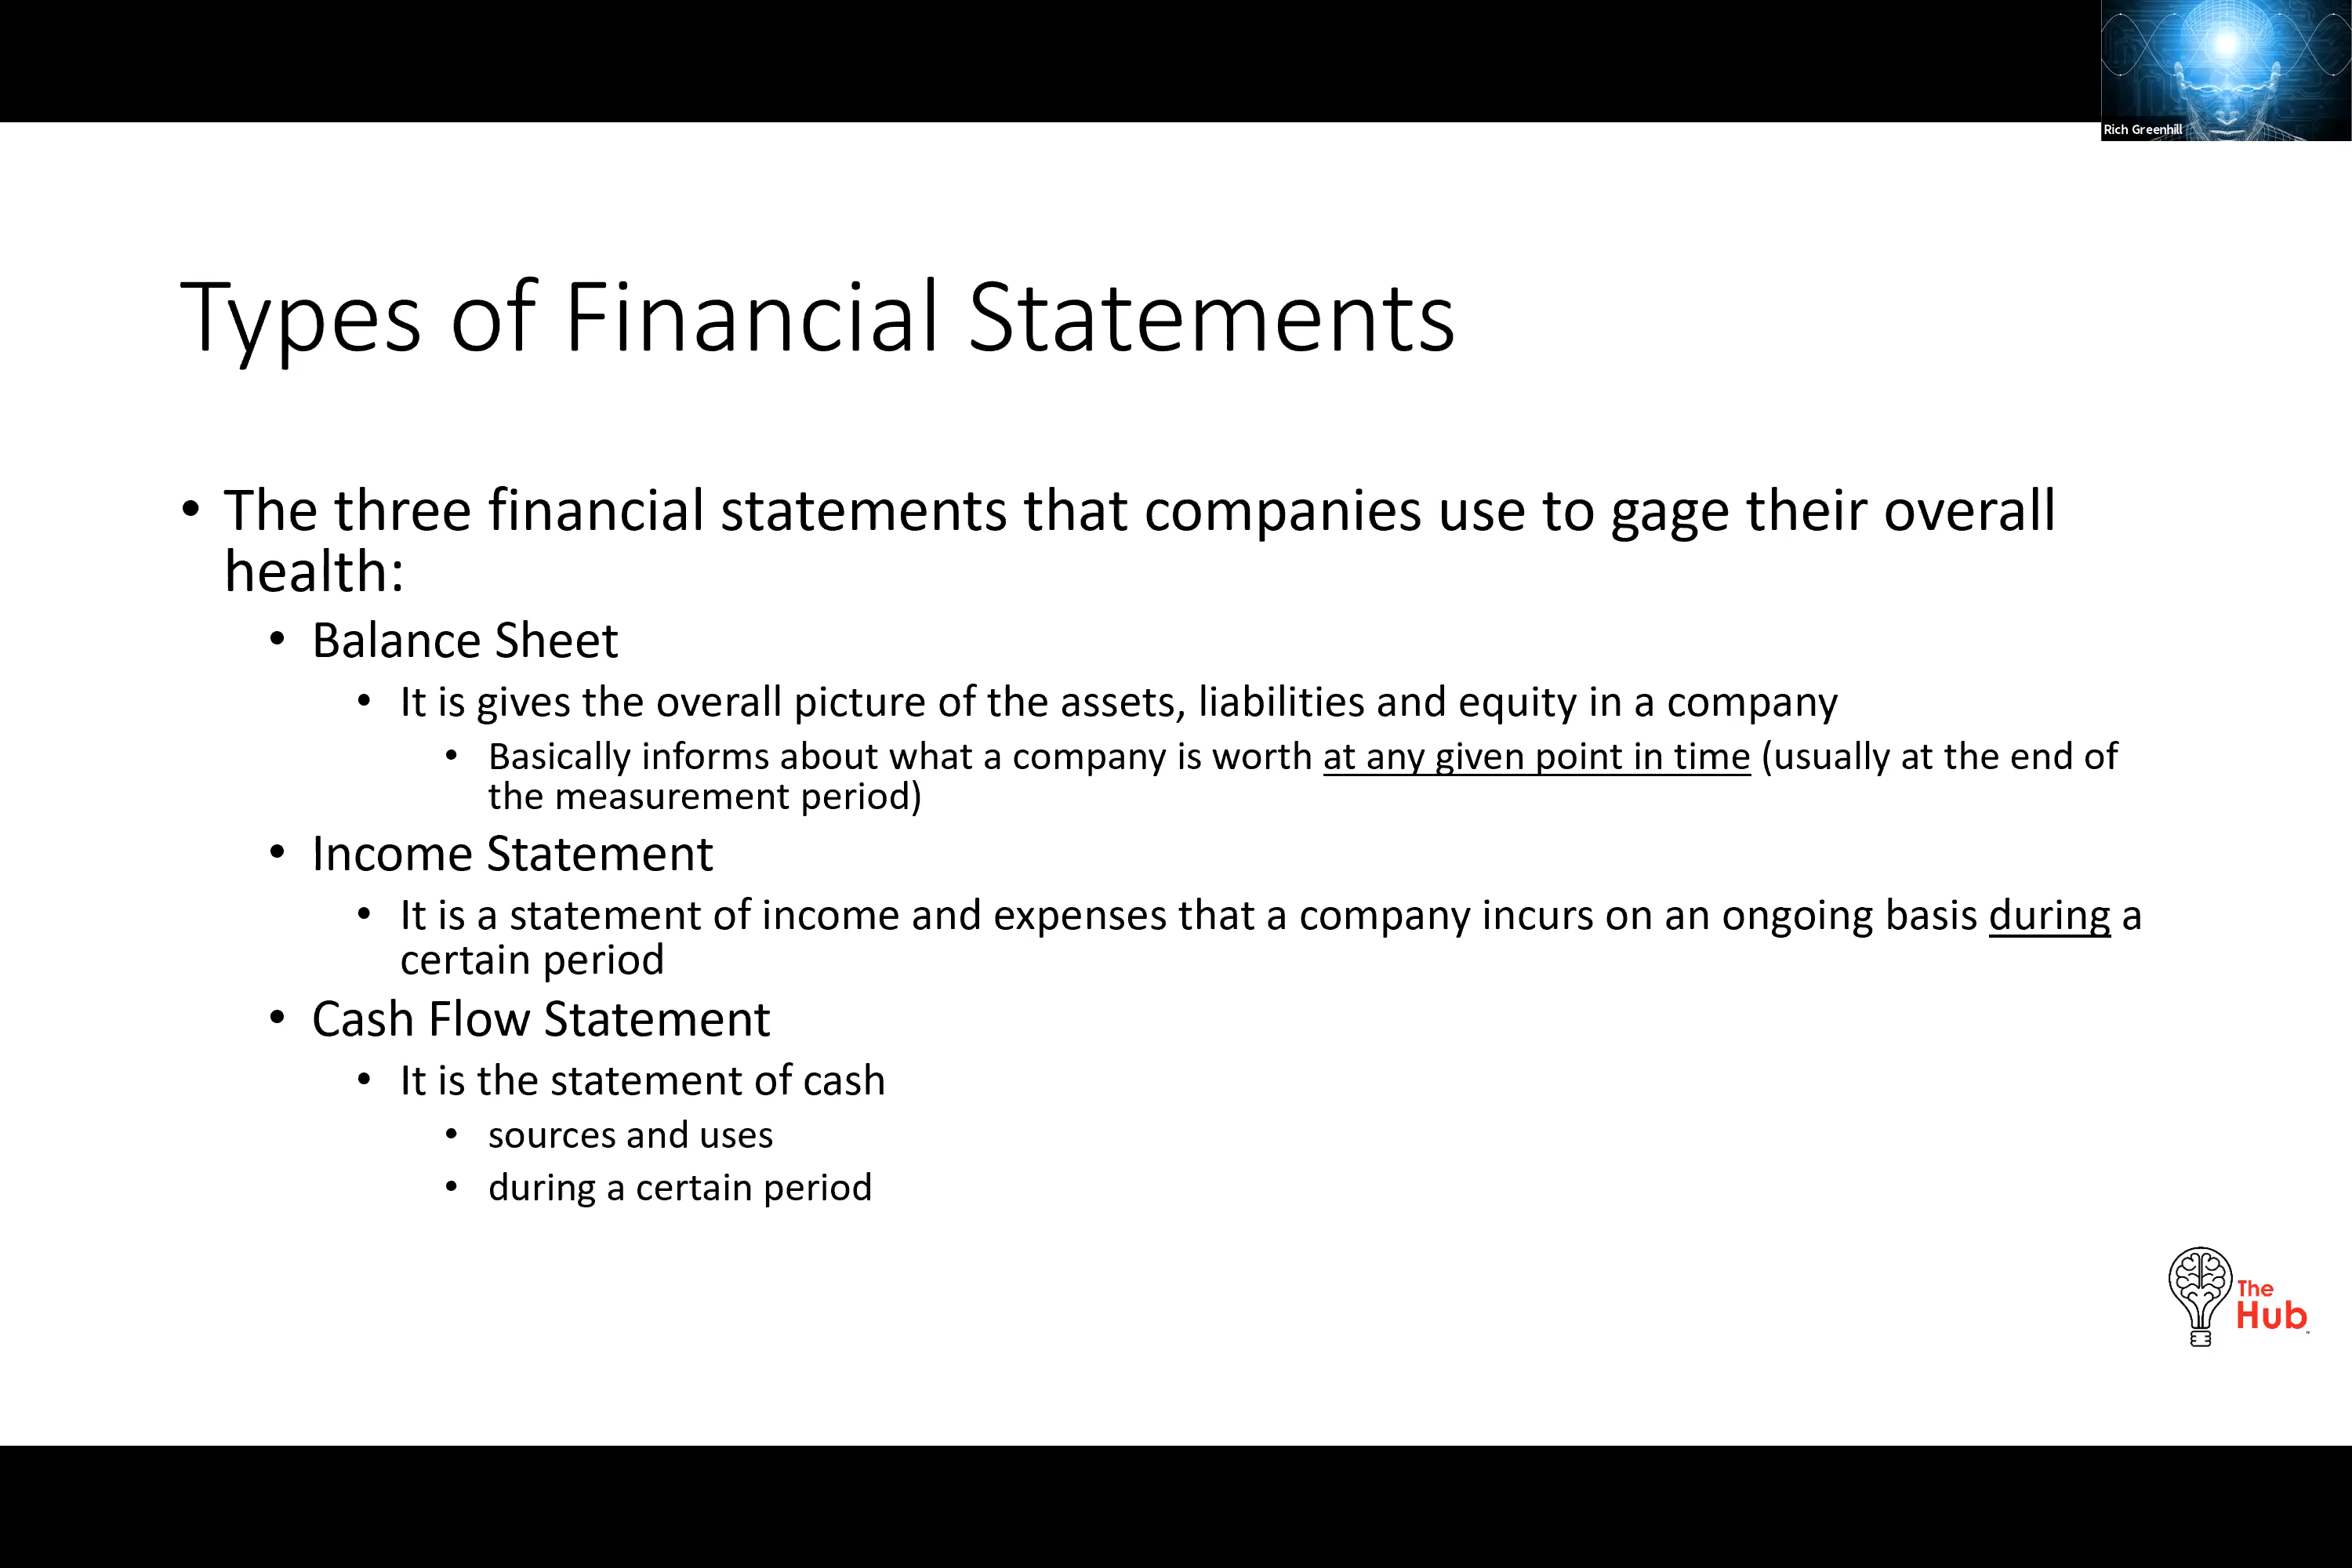 Rich Greenhill
Types of Financial Statements
• The three financial statements that companies use to gage their overall
health:
• Balance Sheet
• It is gives the overall picture of the assets, liabilities and equity in a company
• Basically informs about what a company is worth at any given point in time (usually at the end of
the measurement period)
• Income Statement
• It is a statement of income and expenses that a company incurs on an ongoing basis during a
certain period
• Cash Flow Statement
• It is the statement of cash
• sources and uses
• during a certain period
The
Hub